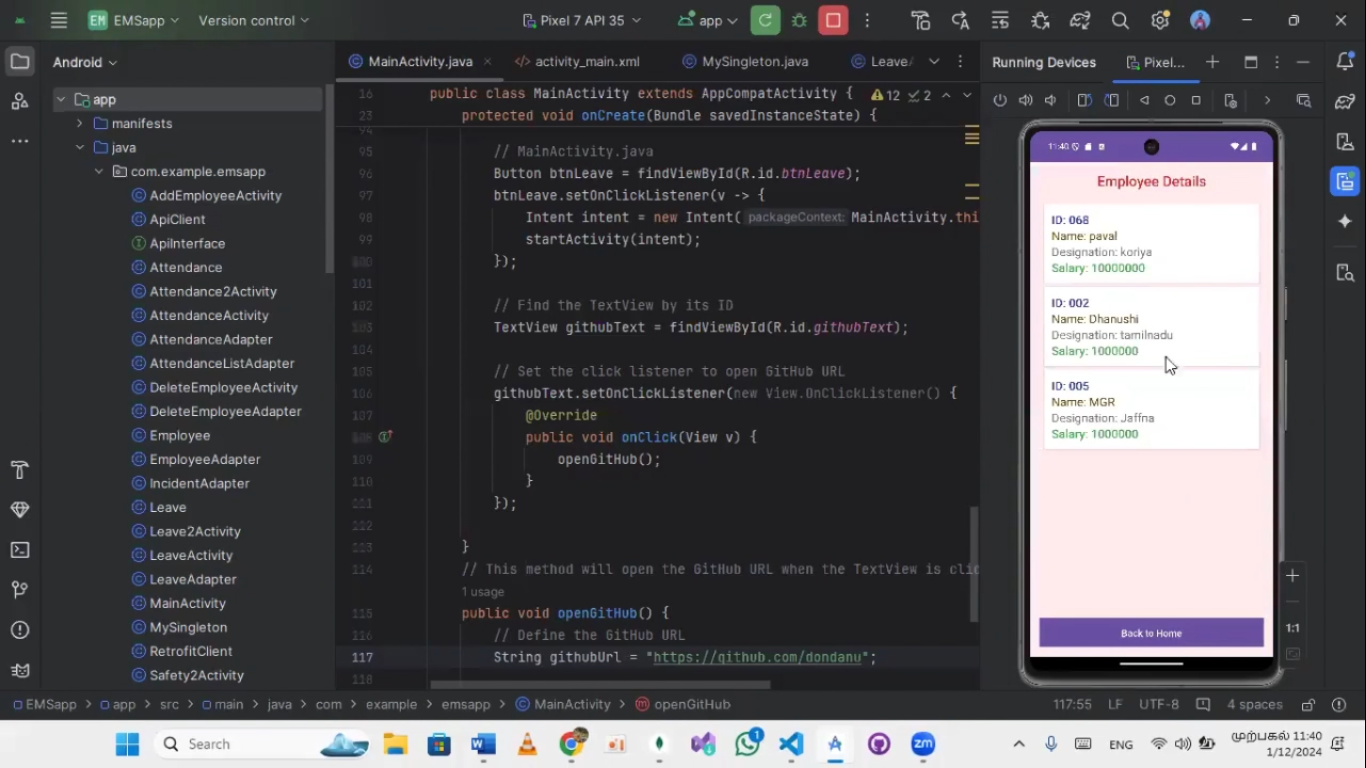 EM EMSapp Version control Pixel 7 API 35 app
Android
app
manifests
java
com.example.emsapp
AddEmployeeActivity
ApiClient
ApiInterface
Attendance
Attendance2Activity
AttendanceActivity
AttendanceAdapter
AttendanceListAdapter
DeleteEmployeeActivity
DeleteEmployeeAdapter
Employee
EmployeeAdapter
IncidentAdapter
Leave
Leave2Activity
LeaveActivity
LeaveAdapter
MainActivity
MySingleton
RetrofitClient
Safety2Activity
MainActivity.java activity_main.xml MySingleton.java LeaveA
16 public class MainActivity extends AppCompatActivity { 12 2
23 protected void onCreate(Bundle savedInstanceState) {
94
95 // MainActivity.java
96 Button btnLeave = findViewById(R.id.btnLeave);
97 btnLeave.setOnClickListener(v -> {
98 Intent intent = new Intent( packageContext: MainActivity.thi
99 startActivity(intent);
100 });
101
102 // Find the TextView by its ID
103 TextView githubText = findViewById(R.id.githubText);
104
105 // Set the click listener to open GitHub URL
106 githubText.setOnClickListener(new View.OnClickListener() {
107 @Override
108 public void onClick(View v) {
109 openGitHub();
110 }
111 });
112
113 }
114 // This method will open the GitHub URL when the TextView is clic
1 usage
115 public void openGitHub() {
116 // Define the GitHub URL
117 String githubUrl = "https://github.com/dondanu";
118
Running Devices Pixel...
11:40
Employee Details
ID: 068
Name: paval
Designation: koriya
Salary: 10000000
ID: 002
Name: Dhanushi
Designation: tamilnadu
Salary: 1000000
ID: 005
Name: MGR
Designation: Jaffna
Salary: 1000000
Back to Home
1:1
EMSapp > app > src > main > java > com > example > emsapp > MainActivity > openGitHub 117:55 LF UTF-8 4 spaces
Search ENG முற்பகல் 11:40
1/12/2024